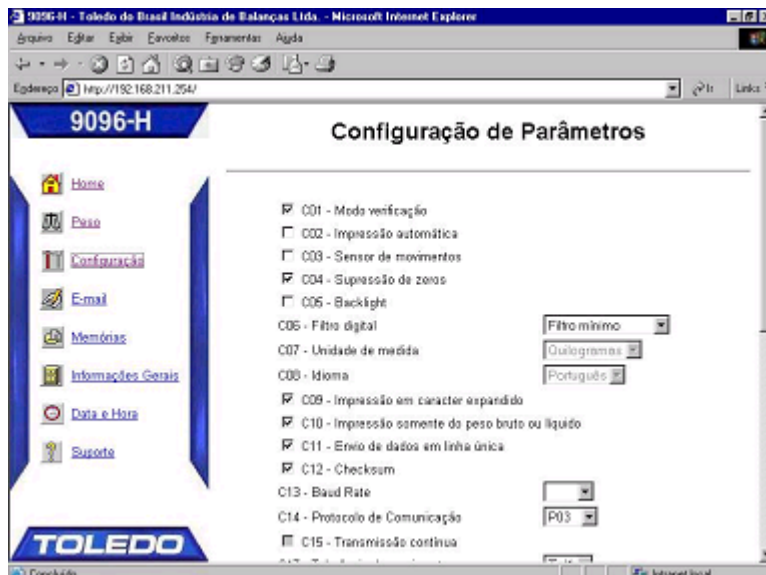 9096-H - Toledo do Brasil Indústria de Balanças Ltda. - Microsoft Internet Explorer
Arquivo Editar Exibir Favoritos Ferramentas Ajuda
Endereço http://192.168.211.254/ Ir Links
9096-H
Configuração de Parâmetros
Home
Peso
Configuração
E-mail
Memórias
Informações Gerais
Data e Hora
Suporte
TOLEDO
C01 - Modo verificação
C02 - Impressão automática
C03 - Sensor de movimentos
C04 - Supressão de zeros
C05 - Backlight
C06 - Filtro digital Filtro mínimo
C07 - Unidade de medida Quilogramas
C08 - Idioma Português
C09 - Impressão em caracter expandido
C10 - Impressão somente do peso bruto ou líquido
C11 - Envio de dados em linha única
C12 - Checksum
C13 - Baud Rate
C14 - Protocolo de Comunicação P03
C15 - Transmissão contínua
Concluído Intranet local